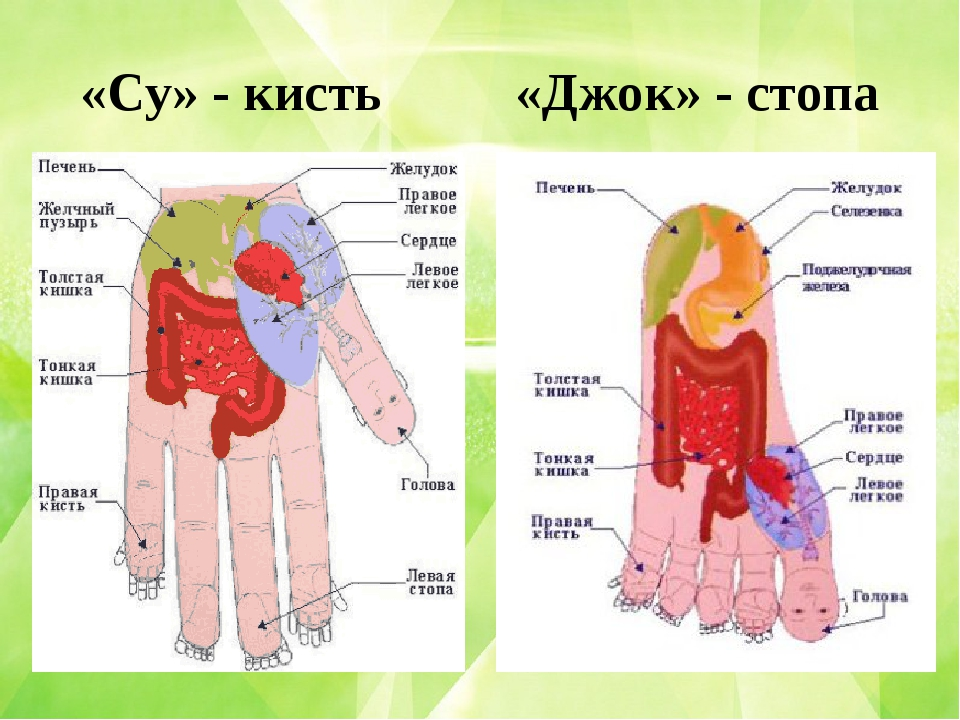 «Су» - кисть
«Джок» - стопа
Печень
Желчный
пузырь
Толстая
кишка
Тонкая
кишка
Правая
кисть
Желудок
Правое
легкое
Сердце
Левое
легкое
Голова
Левая
стопа
Печень
Толстая
кишка
Тонкая
кишка
Правая
кисть
Желудок
Селезенка
Поджелудочная
железа
Правое
легкое
Сердце
Левое
легкое
Голова